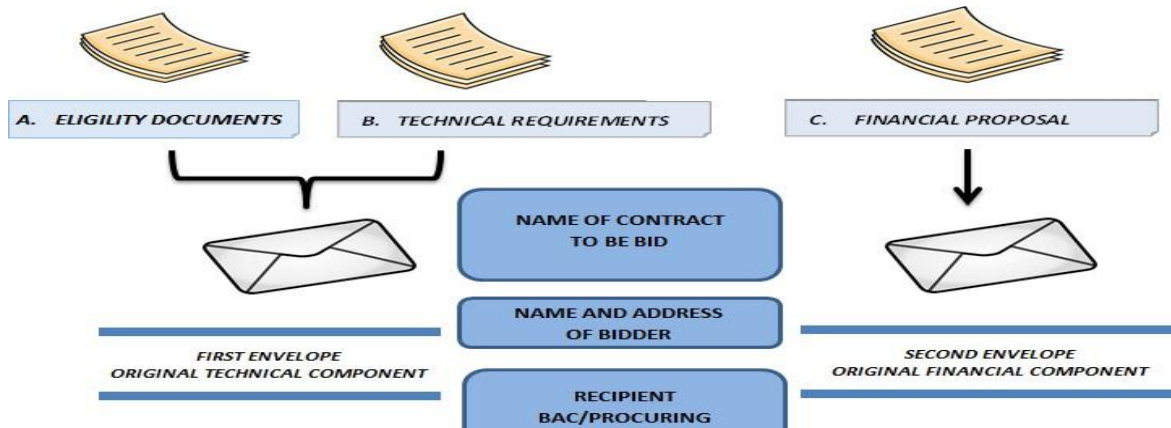 A. ELIGILITY DOCUMENTS
B. TECHNICAL REQUIREMENTS
C. FINANCIAL PROPOSAL
NAME OF CONTRACT
TO BE BID
NAME AND ADDRESS
OF BIDDER
FIRST ENVELOPE
ORIGINAL TECHNICAL COMPONENT
SECOND ENVELOPE
ORIGINAL FINANCIAL COMPONENT
RECIPIENT
BAC/PROCURING